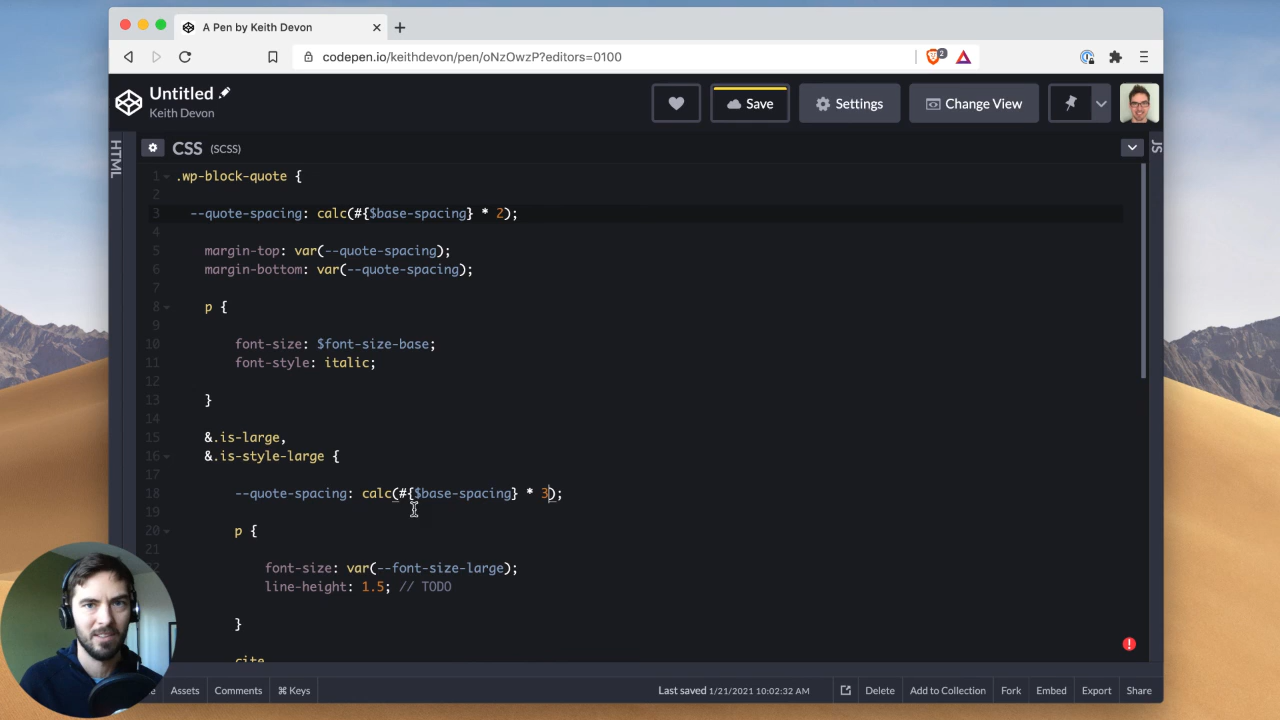 A Pen by Keith Devon
codepen.io/keithdevon/pen/oNzOwzP?editors=0100
2
Untitled
Keith Devon
Save
Settings
Change View
HTML
CSS (SCSS)
JS
1 .wp-block-quote {
2
3 --quote-spacing: calc(#{$base-spacing} * 2);
4
5 margin-top: var(--quote-spacing);
6 margin-bottom: var(--quote-spacing);
7
8 p {
9
10 font-size: $font-size-base;
11 font-style: italic;
12
13 }
14
15 &.is-large,
16 &.is-style-large {
17
18 --quote-spacing: calc(#{$base-spacing} * 3);
19
20 p {
21
font-size: var(--font-size-large);
line-height: 1.5; // TODO
}
cite
Assets
Comments
⌘ Keys
Last saved 1/21/2021 10:02:32 AM
Delete
Add to Collection
Fork
Embed
Export
Share